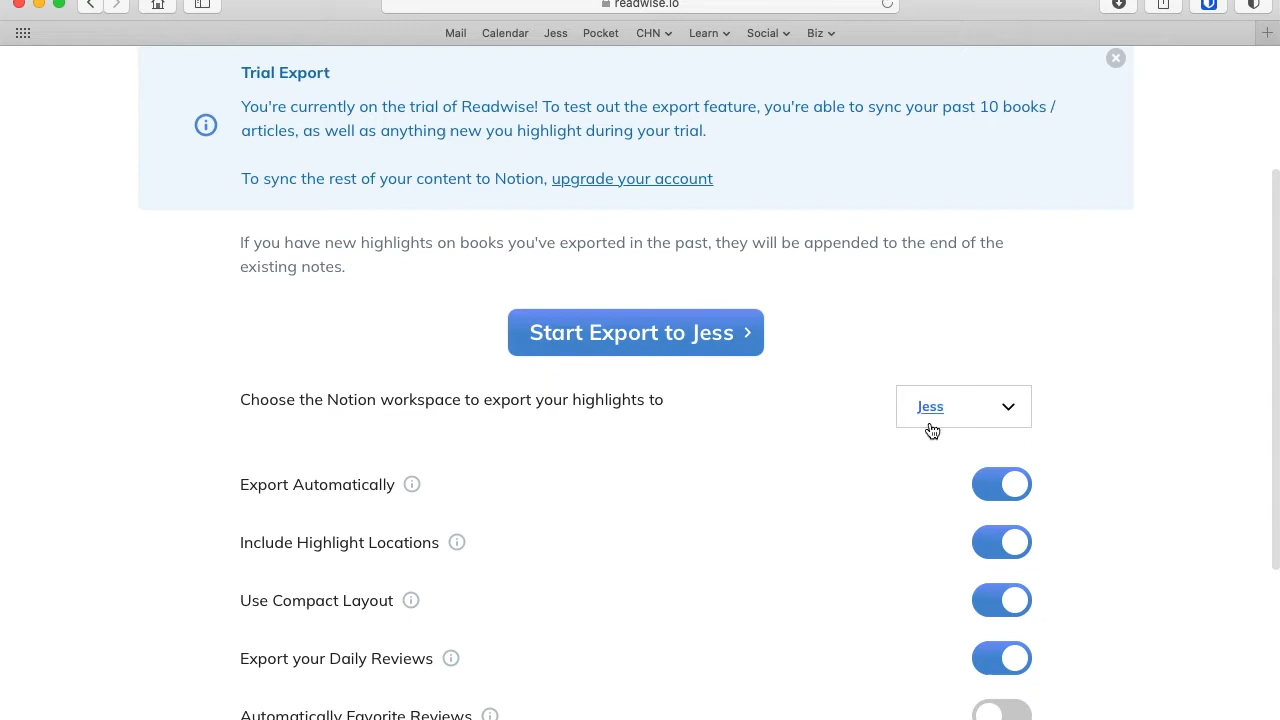 readwise.io
Mail Calendar Jess Pocket CHN Learn Social Biz
Trial Export
You're currently on the trial of Readwise! To test out the export feature, you're able to sync your past 10 books /
articles, as well as anything new you highlight during your trial.
To sync the rest of your content to Notion, upgrade your account
If you have new highlights on books you've exported in the past, they will be appended to the end of the
existing notes.
Start Export to Jess
Choose the Notion workspace to export your highlights to
Jess
Export Automatically
Include Highlight Locations
Use Compact Layout
Export your Daily Reviews
Automatically Favorite Reviews